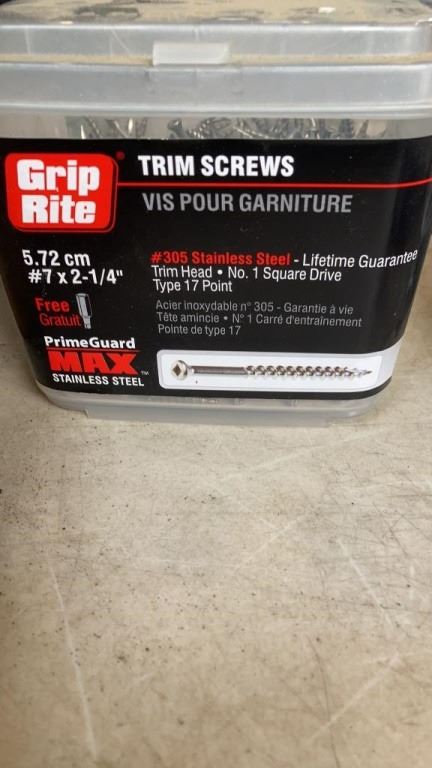 Grip
Rite®
TRIM SCREWS
VIS POUR GARNITURE
5.72 cm
#7 x 2-1/4"
#305 Stainless Steel - Lifetime Guarantee
Trim Head • No. 1 Square Drive
Type 17 Point
Free
Gratuit
Acier inoxydable n° 305 - Garantie à vie
Tête amincie • N° 1 Carré d'entraînement
Pointe de type 17
PrimeGuard
MAX™
STAINLESS STEEL